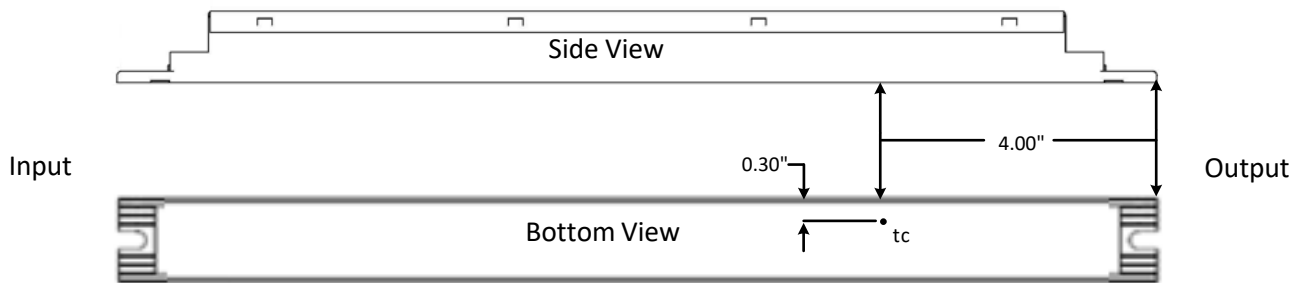 Side View
4.00"
Input
0.30"
Output
Bottom View
tc